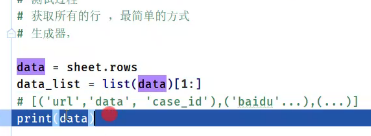 # 测试过程
# 获取所有的行 ，最简单的方式
# 生成器，
data = sheet.rows
data_list = list(data)[1:]
# [('url','data', 'case_id'),('baidu'...),(...)]
print(data)